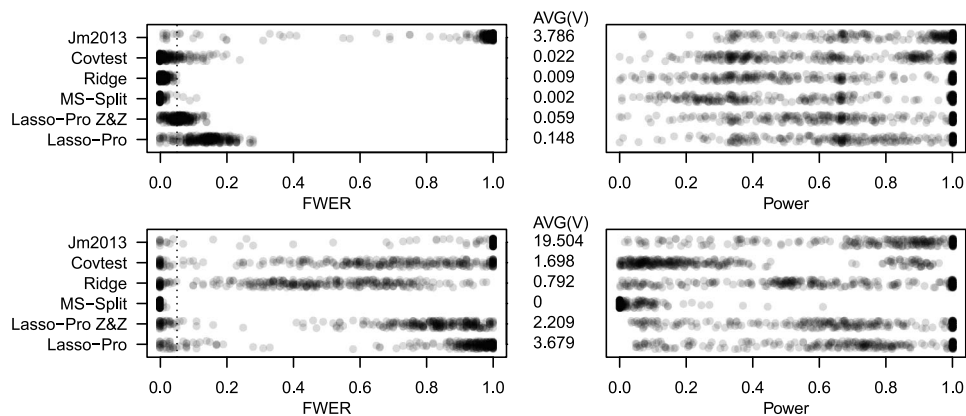 AVG(V)
Jm2013 3.786
Covtest 0.022
Ridge 0.009
MS−Split 0.002
Lasso−Pro Z&Z 0.059
Lasso−Pro 0.148
0.0 0.2 0.4 0.6 0.8 1.0 0.0 0.2 0.4 0.6 0.8 1.0
FWER Power
AVG(V)
Jm2013 19.504
Covtest 1.698
Ridge 0.792
MS−Split 0
Lasso−Pro Z&Z 2.209
Lasso−Pro 3.679
0.0 0.2 0.4 0.6 0.8 1.0 0.0 0.2 0.4 0.6 0.8 1.0
FWER Power